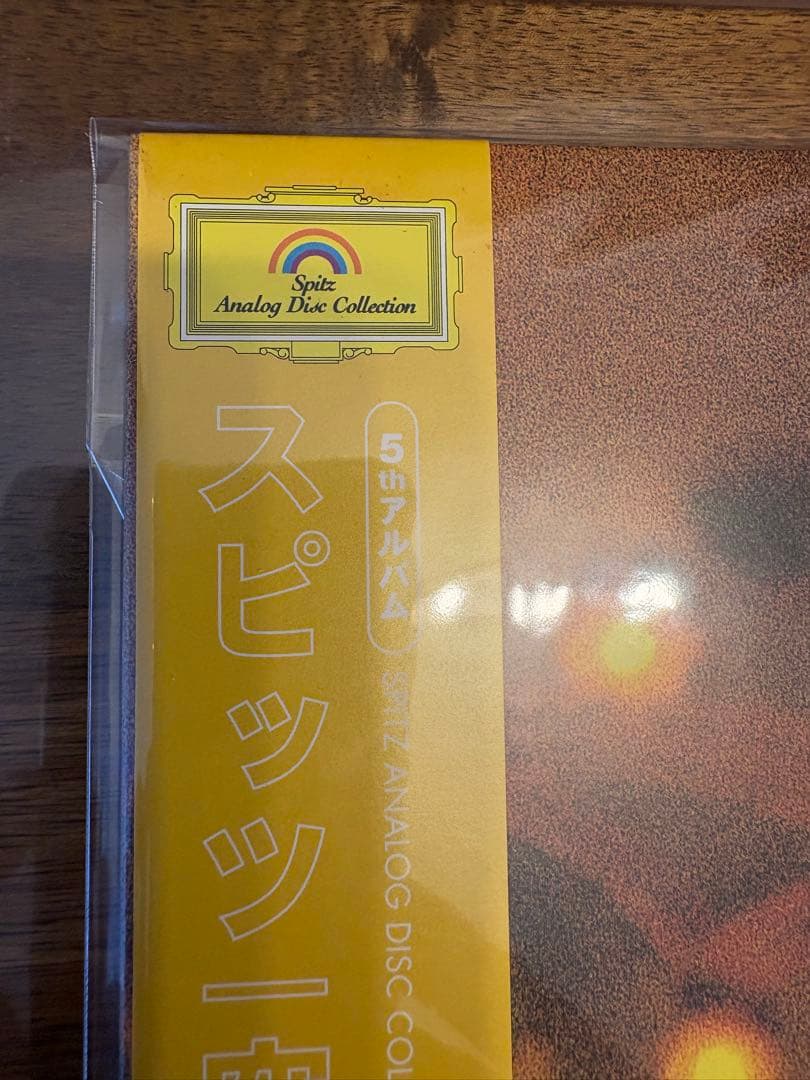 Spitz
Analog Disc Collection
5thアルバム
SPITZ ANALOG DISC COL
スピッツ